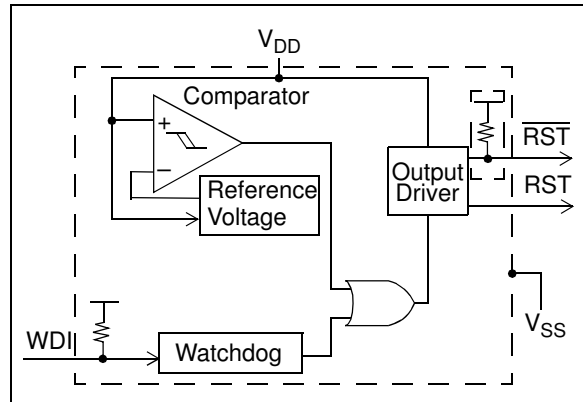 VDD
Comparator
+
–
Reference
Voltage
Output
Driver
RST
RST
VSS
WDI
Watchdog